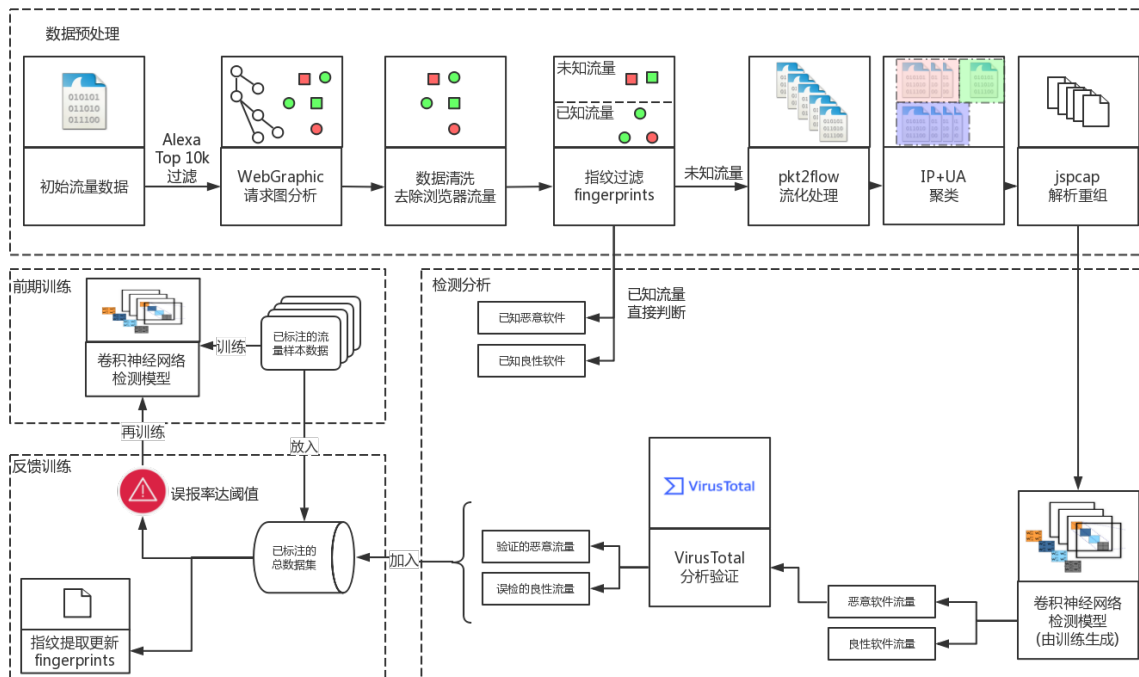 数据预处理
010101
011010
011100
初始流量数据
Alexa
Top 10k
过滤
WebGraphic
请求图分析
数据清洗
去除浏览器流量
未知流量
已知流量
指纹过滤
fingerprints
未知流量
010101
011010
011100
pkt2flow
流化处理
010101
011010
011100
IP+UA
聚类
jspcap
解析重组
前期训练
卷积神经网络
检测模型
训练
已标注的流
量样本数据
再训练
放入
反馈训练
误报率达阈值
已标注的
总数据集
指纹提取更新
fingerprints
加入
检测分析
已知流量
直接判断
已知恶意软件
已知良性软件
验证的恶意流量
误检的良性流量
VirusTotal
VirusTotal
分析验证
恶意软件流量
良性软件流量
卷积神经网络
检测模型
(由训练生成)